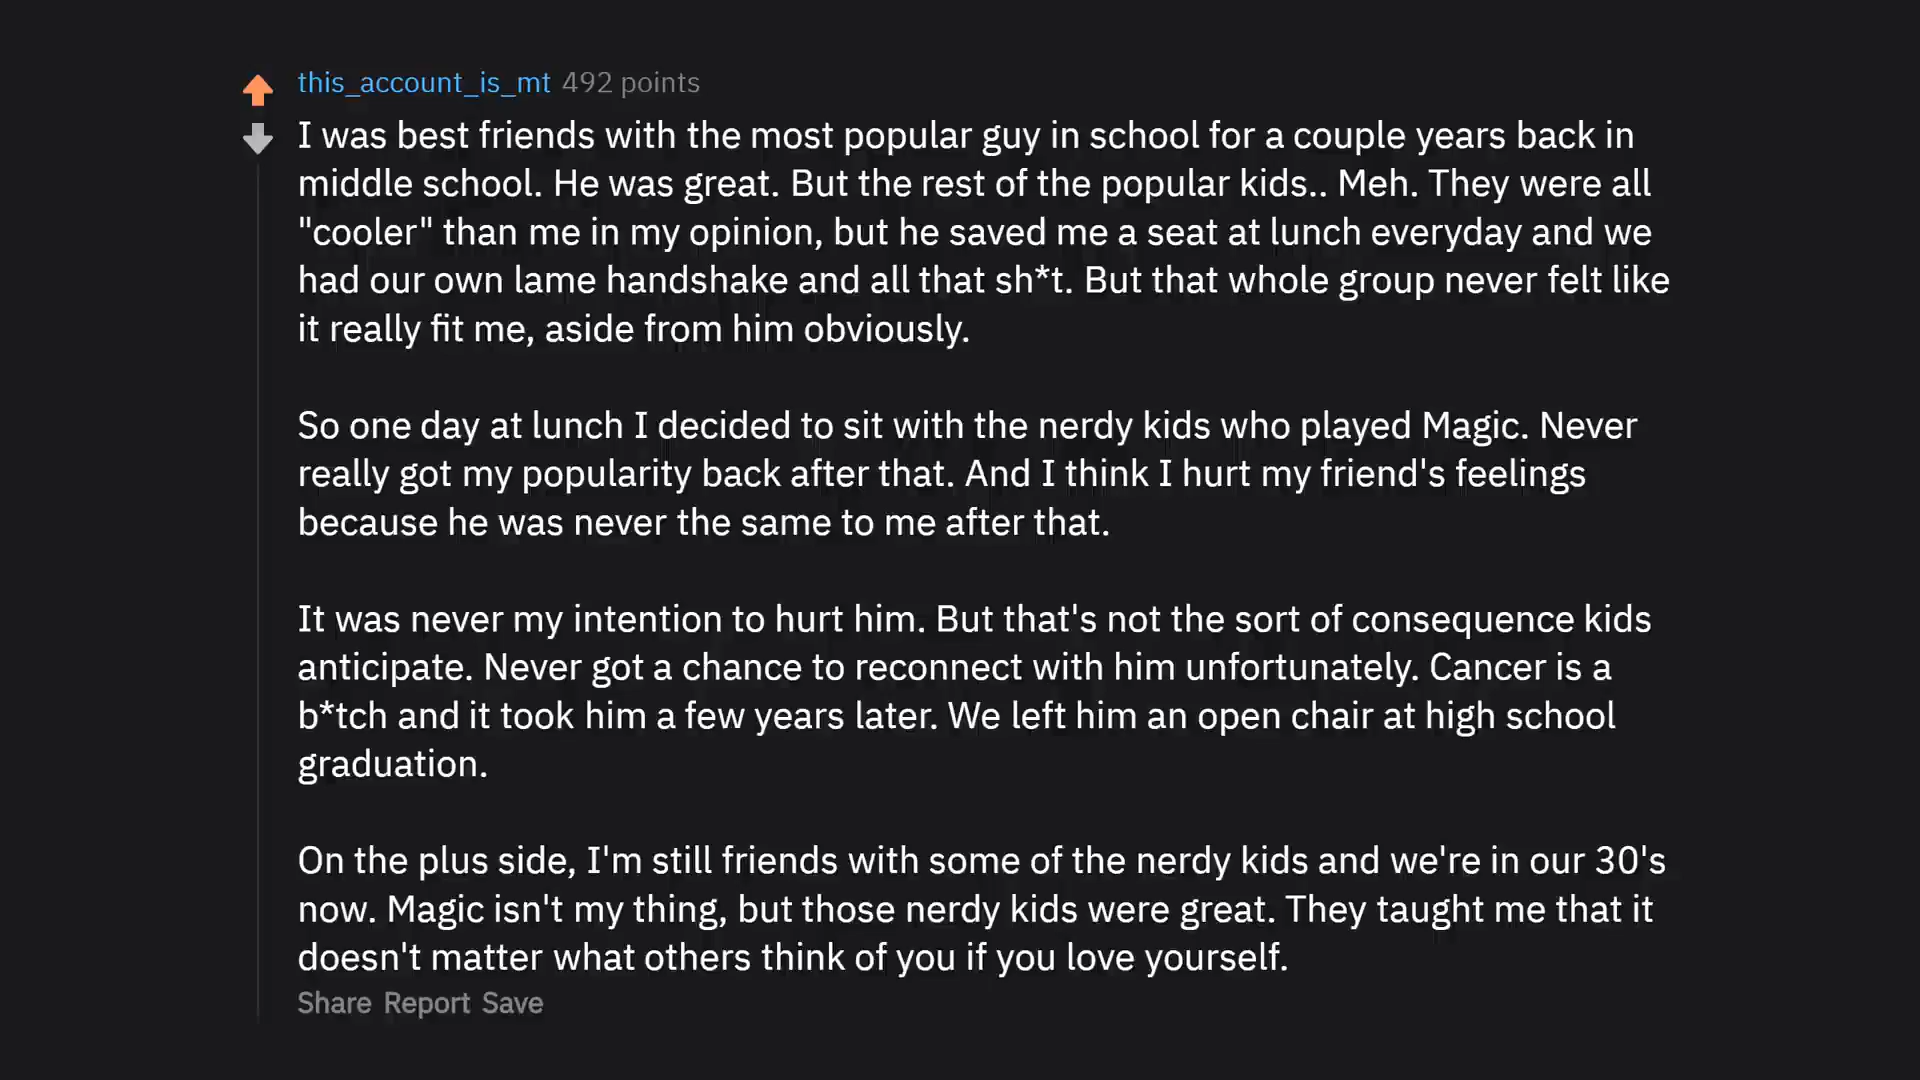 this_account_is_mt 492 points
I was best friends with the most popular guy in school for a couple years back in
middle school. He was great. But the rest of the popular kids.. Meh. They were all
"cooler" than me in my opinion, but he saved me a seat at lunch everyday and we
had our own lame handshake and all that sh*t. But that whole group never felt like
it really fit me, aside from him obviously.
So one day at lunch I decided to sit with the nerdy kids who played Magic. Never
really got my popularity back after that. And I think I hurt my friend's feelings
because he was never the same to me after that.
It was never my intention to hurt him. But that's not the sort of consequence kids
anticipate. Never got a chance to reconnect with him unfortunately. Cancer is a
b*tch and it took him a few years later. We left him an open chair at high school
graduation.
On the plus side, I'm still friends with some of the nerdy kids and we're in our 30's
now. Magic isn't my thing, but those nerdy kids were great. They taught me that it
doesn't matter what others think of you if you love yourself.
Share Report Save